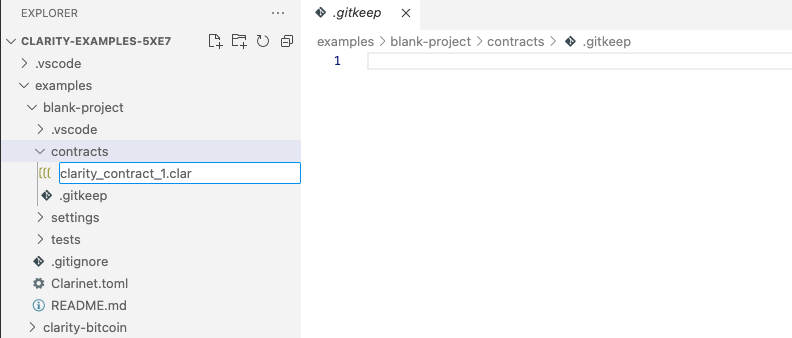 EXPLORER
CLARITY-EXAMPLES-5XE7
.vscode
examples
blank-project
.vscode
contracts
clarity_contract_1.clar
.gitkeep
settings
tests
.gitignore
Clarinet.toml
README.md
clarity-bitcoin
.gitkeep
examples > blank-project > contracts > .gitkeep
1